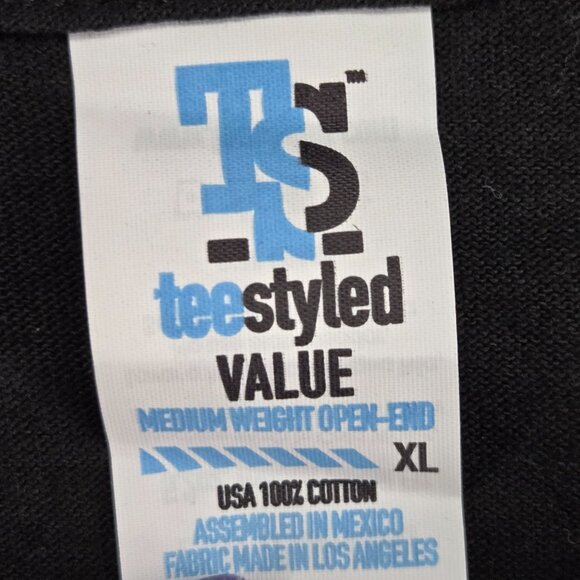 TS ™
teestyled
VALUE
MEDIUM WEIGHT OPEN-END
XL
USA 100% COTTON
ASSEMBLED IN MEXICO
FABRIC MADE IN LOS ANGELES